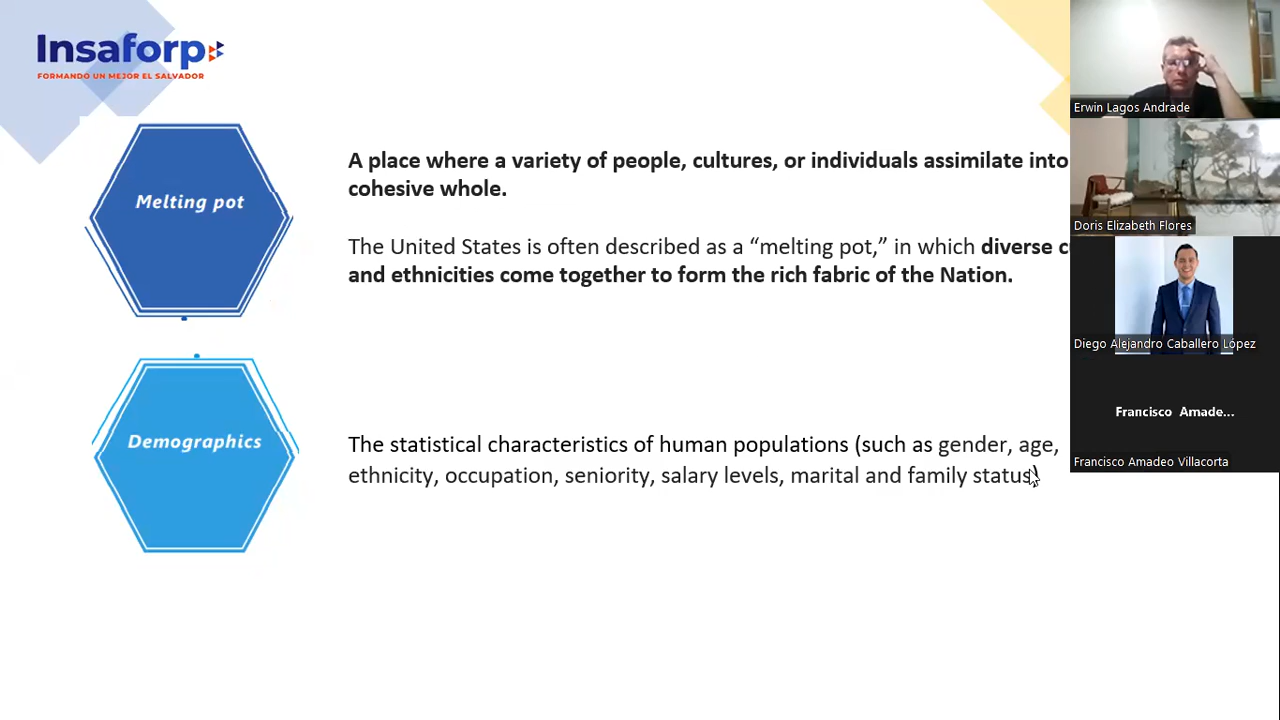 Insaforp
FORMANDO UN MEJOR EL SALVADOR
Melting pot
A place where a variety of people, cultures, or individuals assimilate into
cohesive whole.
The United States is often described as a “melting pot,” in which diverse
and ethnicities come together to form the rich fabric of the Nation.
Demographics
The statistical characteristics of human populations (such as gender, age,
ethnicity, occupation, seniority, salary levels, marital and family status)
Erwin Lagos Andrade
Doris Elizabeth Flores
Diego Alejandro Caballero López
Francisco Amade...
Francisco Amadeo Villacorta